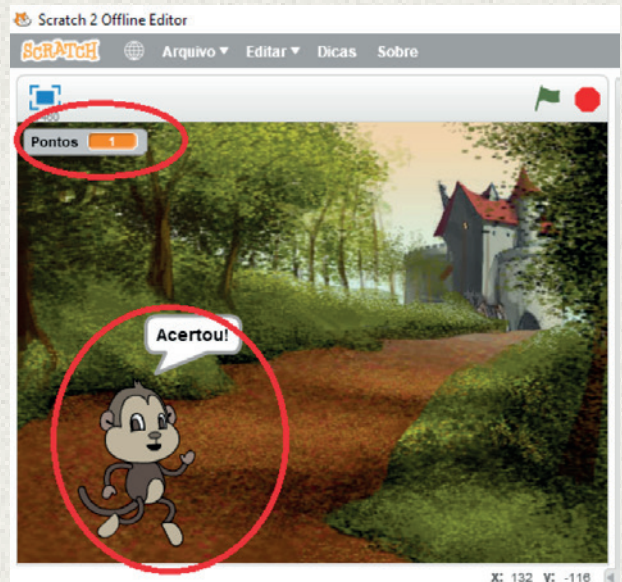 Scratch 2 Offline Editor
SCRATCH Arquivo Editar Dicas Sobre
Pontos 1
Acertou!
X: 132 Y: -116